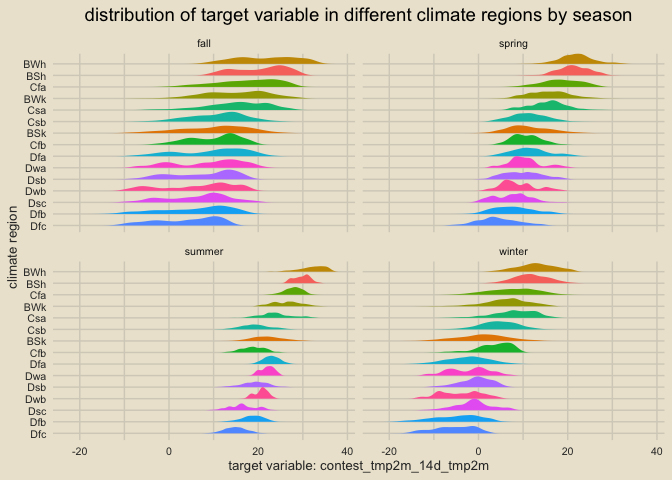 distribution of target variable in different climate regions by season
fall
spring
BWh
BSh
Cfa
BWk
Csa
Csb
BSk
Cfb
Dfa
Dwa
Dsb
Dwb
Dsc
Dfb
Dfc
climate region
summer
winter
BWh
BSh
Cfa
BWk
Csa
Csb
BSk
Cfb
Dfa
Dwa
Dsb
Dwb
Dsc
Dfb
Dfc
-20 0 20 40 -20 0 20 40
target variable: contest_tmp2m_14d_tmp2m